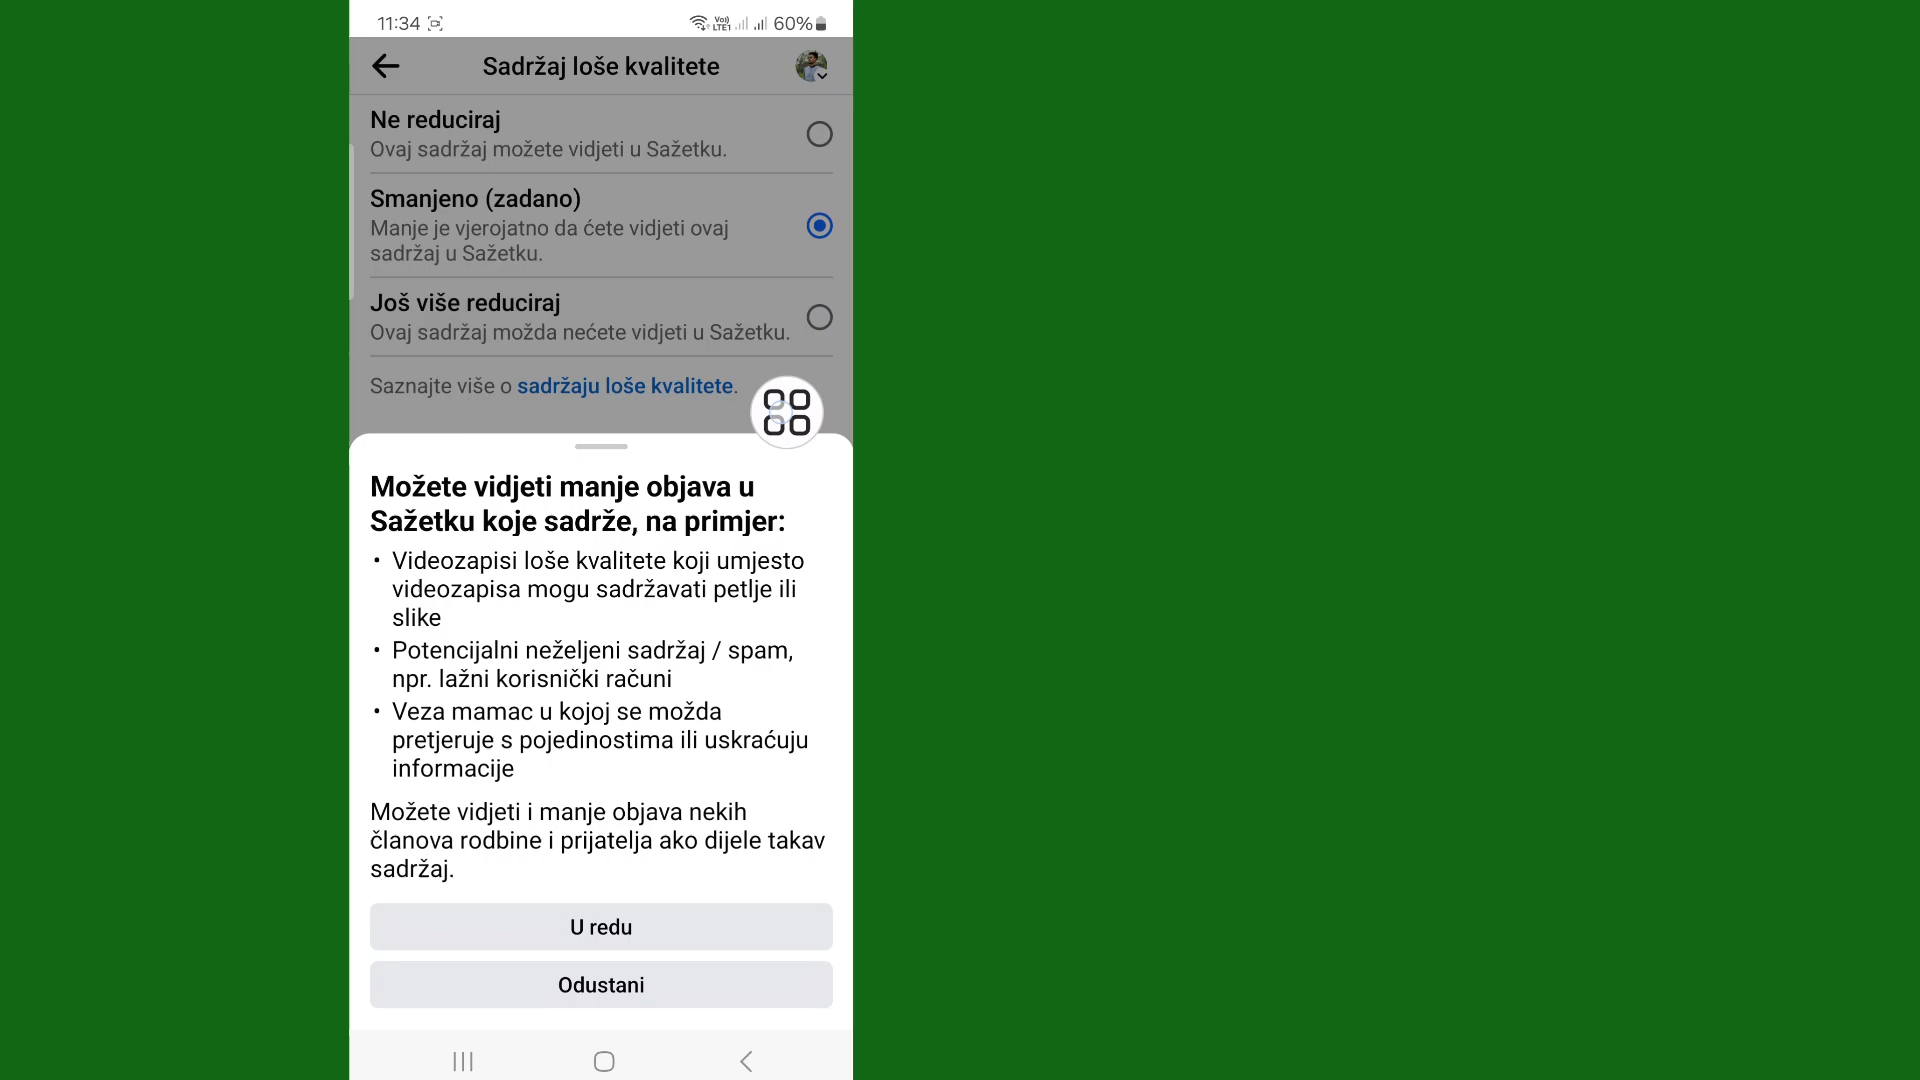 11:34
Vo)) LTE1
60%
Sadržaj loše kvalitete
Ne reduciraj
Ovaj sadržaj možete vidjeti u Sažetku.
Smanjeno (zadano)
Manje je vjerojatno da ćete vidjeti ovaj
sadržaj u Sažetku.
Još više reduciraj
Ovaj sadržaj možda nećete vidjeti u Sažetku.
Saznajte više o sadržaju loše kvalitete.
Možete vidjeti manje objava u
Sažetku koje sadrže, na primjer:
• Videozapisi loše kvalitete koji umjesto
videozapisa mogu sadržavati petlje ili
slike
• Potencijalni neželjeni sadržaj / spam,
npr. lažni korisnički računi
• Veza mamac u kojoj se možda
pretjeruje s pojedinostima ili uskraćuju
informacije
Možete vidjeti i manje objava nekih
članova rodbine i prijatelja ako dijele takav
sadržaj.
U redu
Odustani